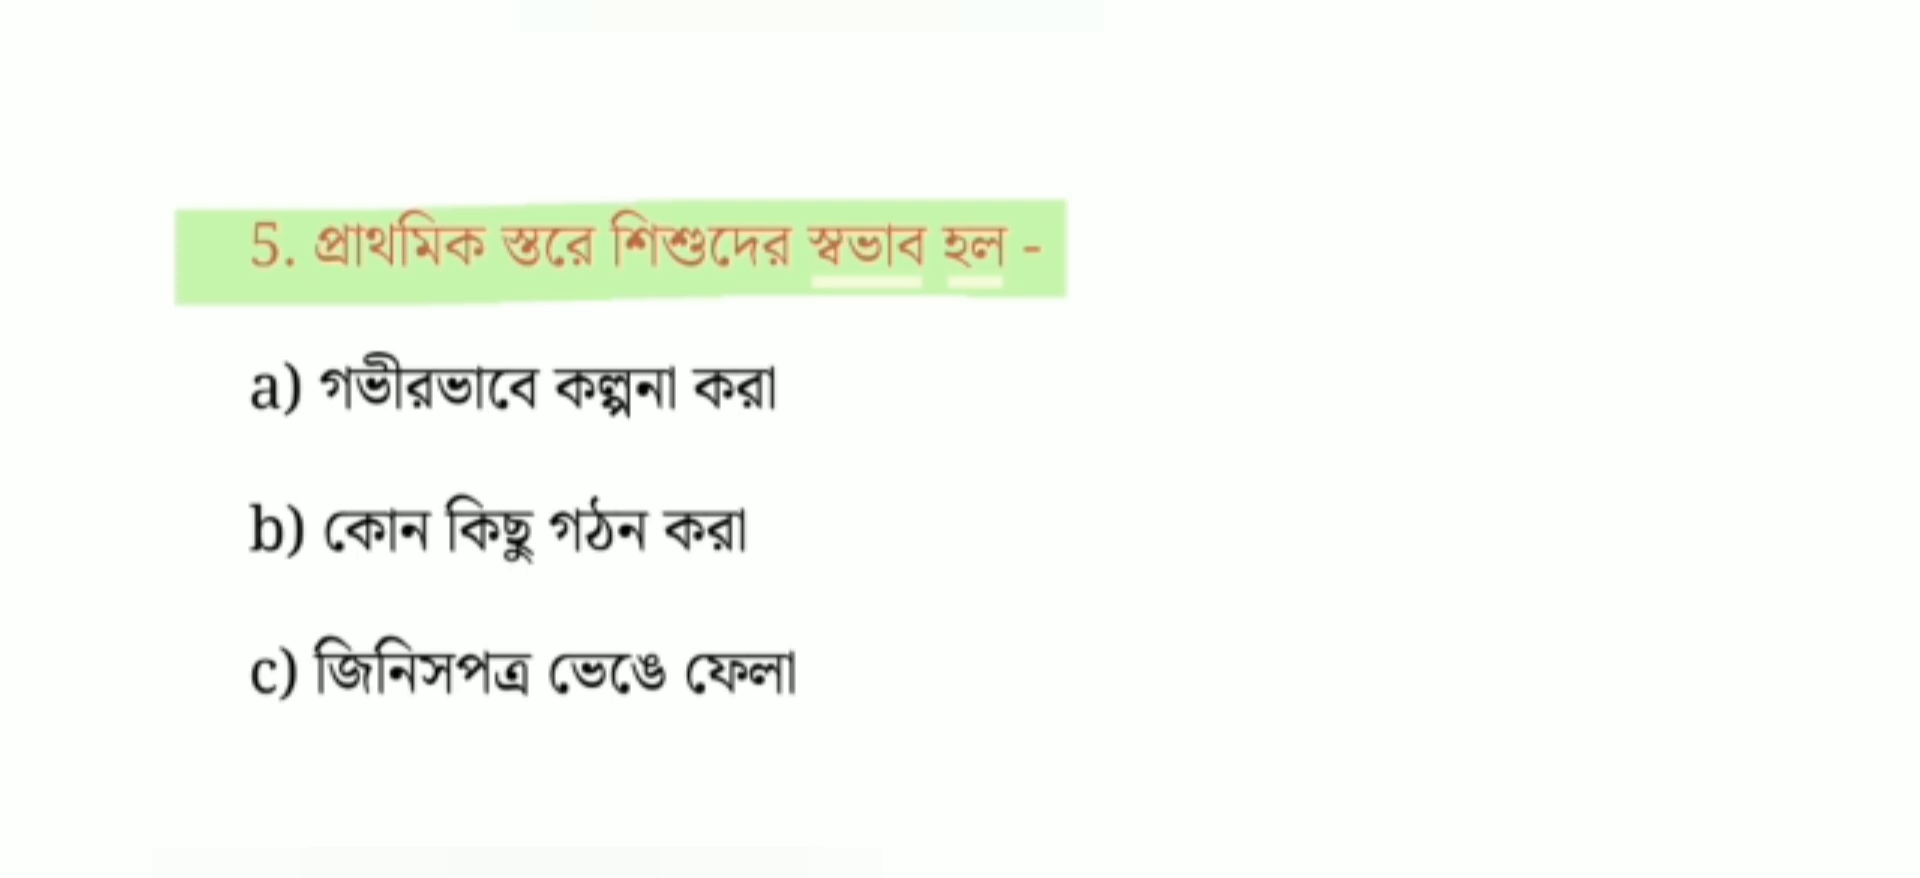 5. প্রাথমিক স্তরে শিশুদের স্বভাব হল -
a) গভীরভাবে কল্পনা করা
b) কোন কিছু গঠন করা
c) জিনিসপত্র ভেঙে ফেলা